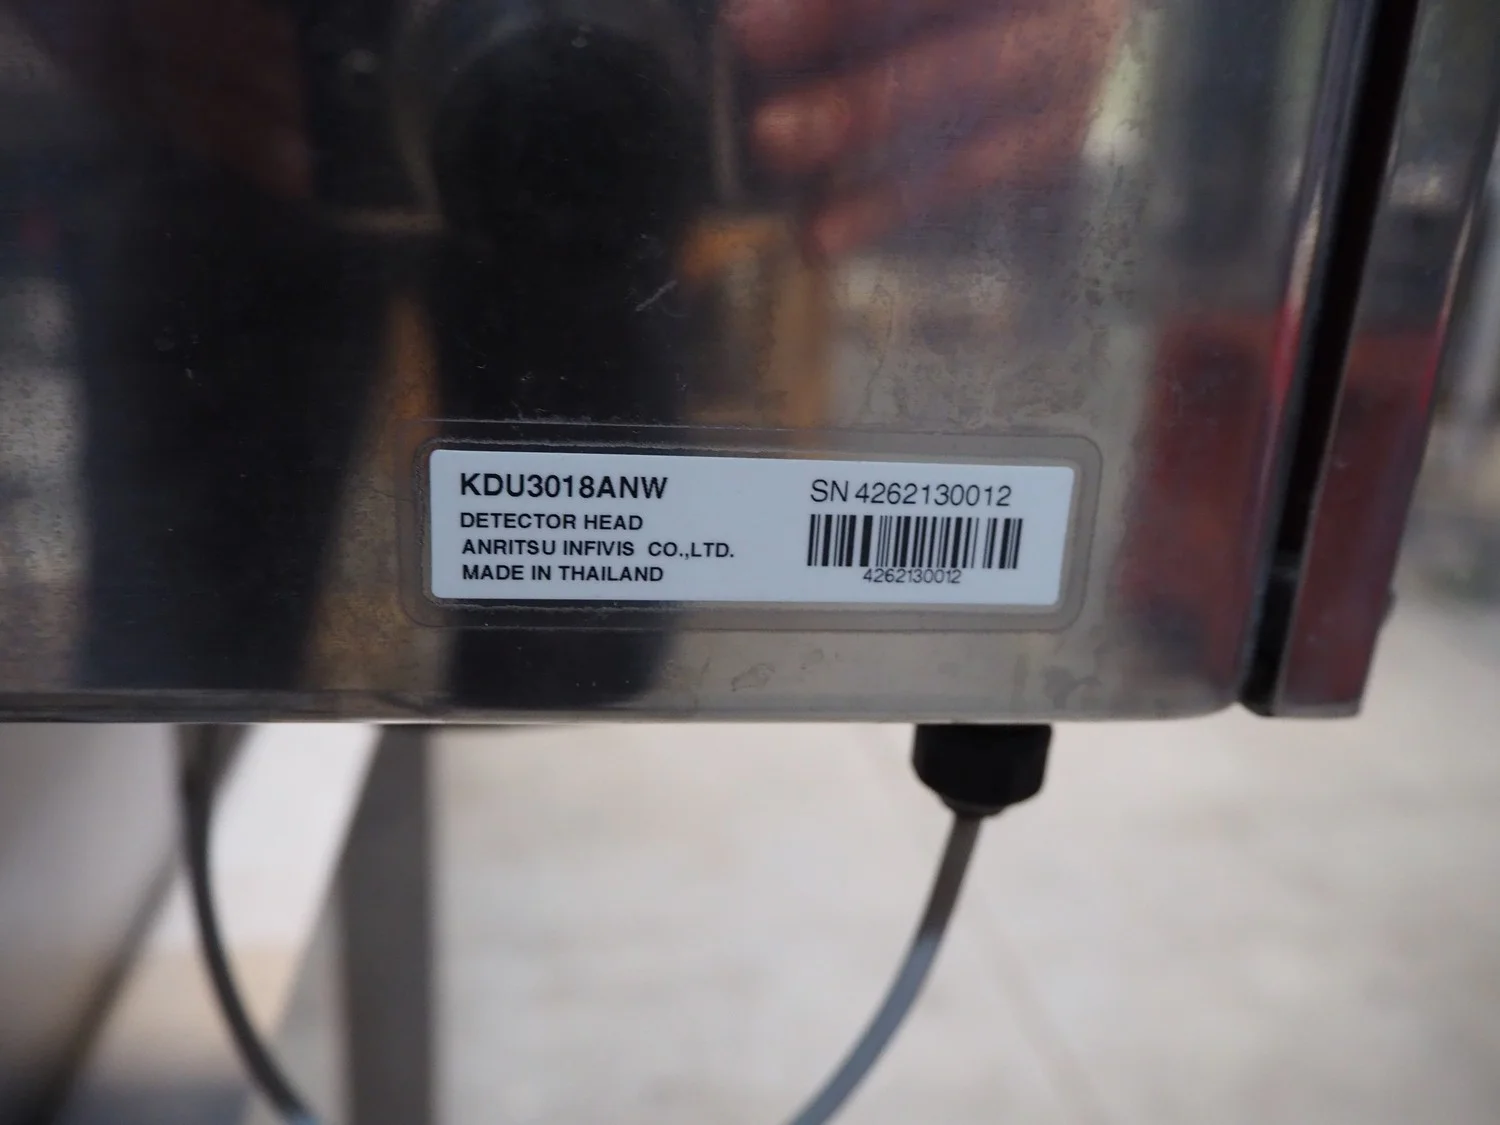 KDU3018ANW
DETECTOR HEAD
ANRITSU INFIVIS CO.,LTD.
MADE IN THAILAND
SN 4262130012
4262130012